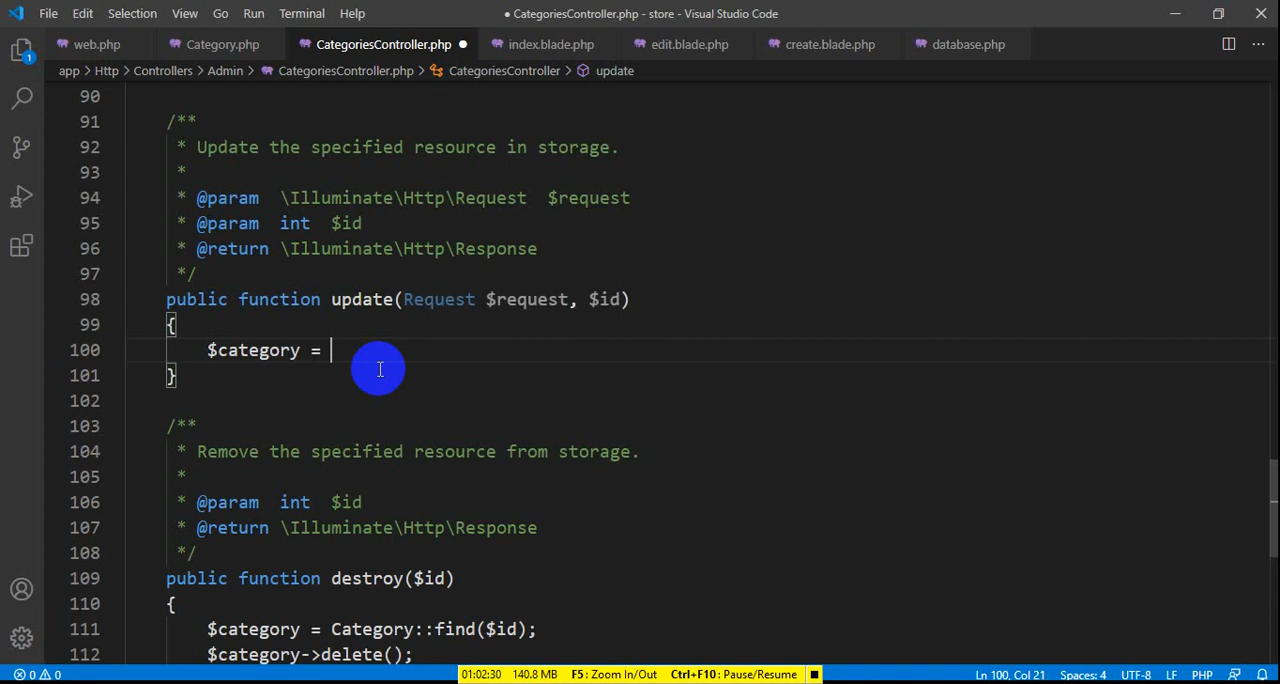 File Edit Selection View Go Run Terminal Help
● CategoriesController.php - store - Visual Studio Code
web.php Category.php CategoriesController.php ● index.blade.php edit.blade.php create.blade.php database.php
app > Http > Controllers > Admin > CategoriesController.php > CategoriesController > update
1
90
91 /**
92 * Update the specified resource in storage.
93 *
94 * @param \Illuminate\Http\Request $request
95 * @param int $id
96 * @return \Illuminate\Http\Response
97 */
98 public function update(Request $request, $id)
99 {
100 $category =
101 }
102
103 /**
104 * Remove the specified resource from storage.
105 *
106 * @param int $id
107 * @return \Illuminate\Http\Response
108 */
109 public function destroy($id)
110 {
111 $category = Category::find($id);
112 $category->delete();
0 0 01:02:30 140.8 MB F5: Zoom In/Out Ctrl+F10: Pause/Resume Ln 100, Col 21 Spaces: 4 UTF-8 LF PHP